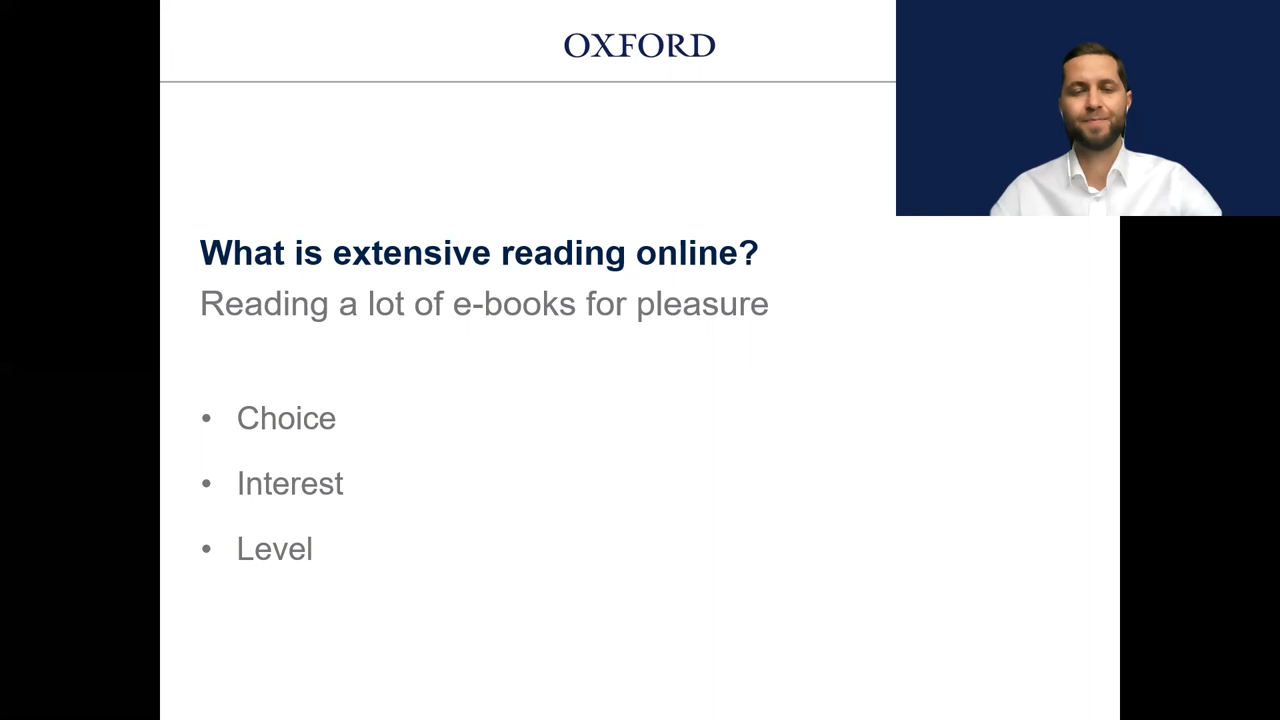 OXFORD
What is extensive reading online?
Reading a lot of e-books for pleasure
• Choice
• Interest
• Level